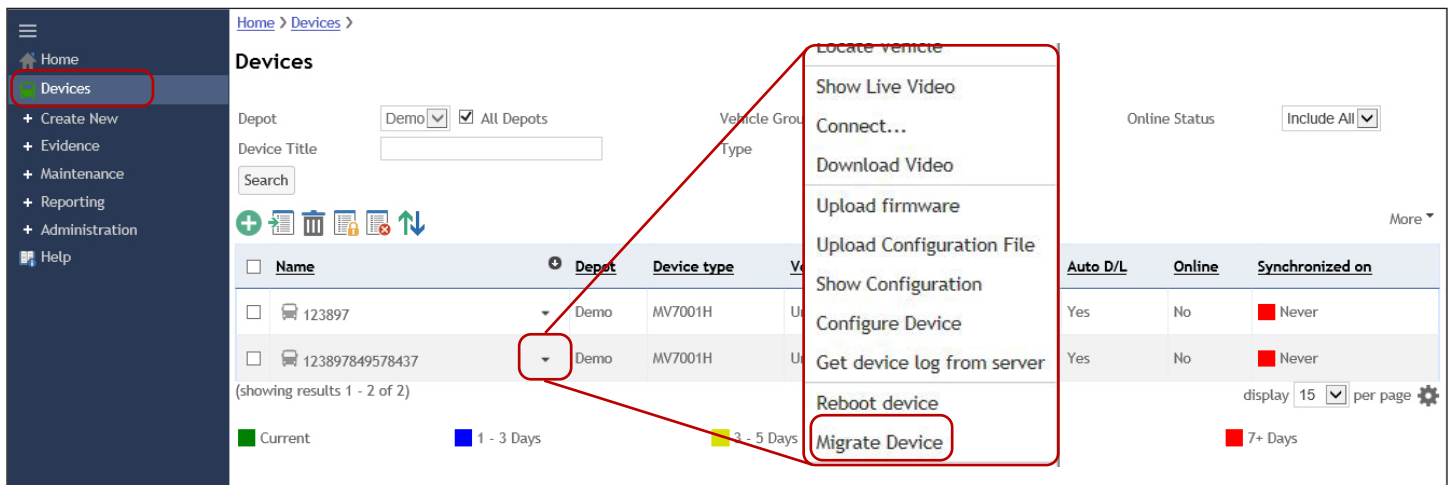 Home > Devices >
Home
Devices
Create New
Evidence
Maintenance
Reporting
Administration
Help
Devices
Depot Demo All Depots Vehicle Online Status Include All
Device Title Type
Search
More
Name Depot Device type Auto D/L Online Synchronized on
123897 Demo MV7001H Yes No Never
123897849578437 Demo MV7001H Yes No Never
(showing results 1 - 2 of 2) display 15 per page
Current 1 - 3 Days 3 - 5 Days 7+ Days
Locate Vehicle
Show Live Video
Connect...
Download Video
Upload firmware
Upload Configuration File
Show Configuration
Configure Device
Get device log from server
Reboot device
Migrate Device